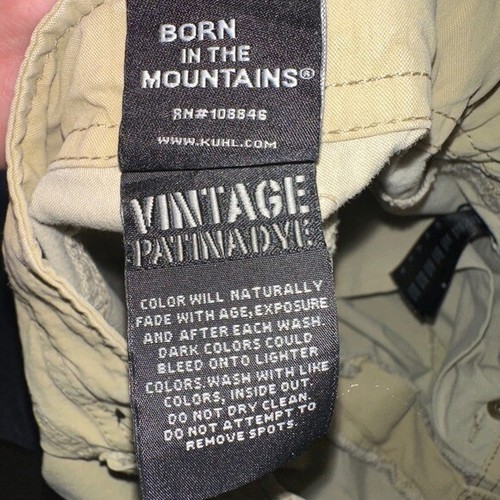 BORN
IN THE
MOUNTAINS®
RN#108846
WWW.KUHL.COM
VINTAGE
PATINADYE
COLOR WILL NATURALLY
FADE WITH AGE, EXPOSURE
AND AFTER EACH WASH.
DARK COLORS COULD
BLEED ONTO LIGHTER
COLORS. WASH WITH LIKE
COLORS, INSIDE OUT.
DO NOT DRY CLEAN.
DO NOT ATTEMPT TO
REMOVE SPOTS.